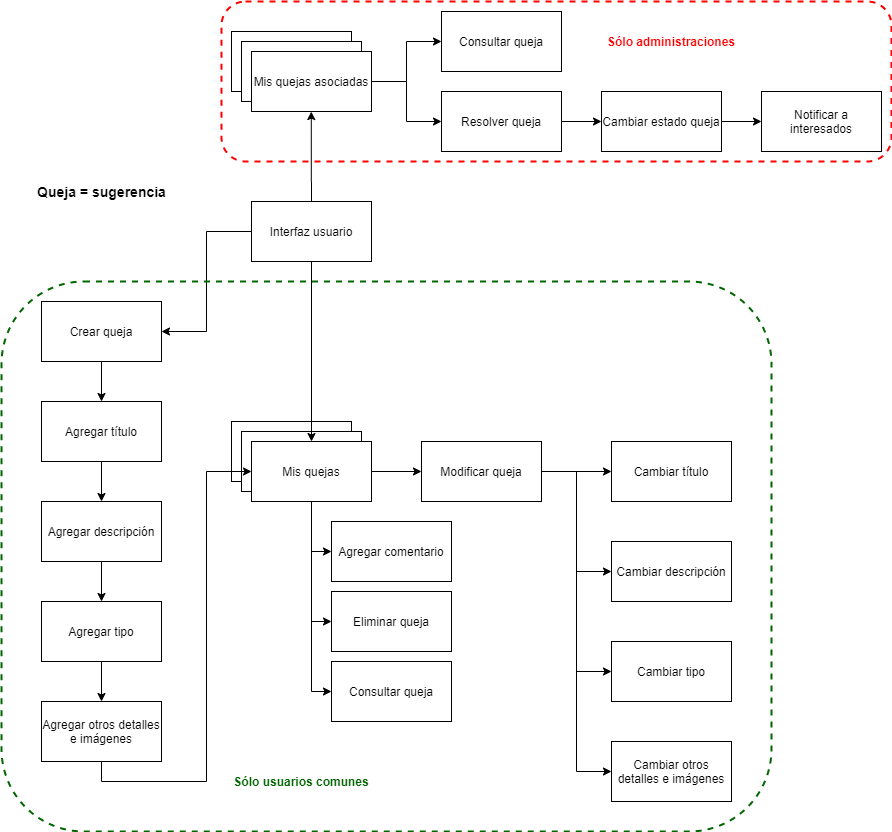 Consultar queja
Sólo administraciones
Mis quejas asociadas
Resolver queja
Cambiar estado queja
Notificar a
interesados
Queja = sugerencia
Interfaz usuario
Crear queja
Agregar título
Mis quejas
Modificar queja
Cambiar título
Agregar descripción
Agregar comentario
Cambiar descripción
Agregar tipo
Eliminar queja
Cambiar tipo
Consultar queja
Agregar otros detalles
e imágenes
Cambiar otros
detalles e imágenes
Sólo usuarios comunes